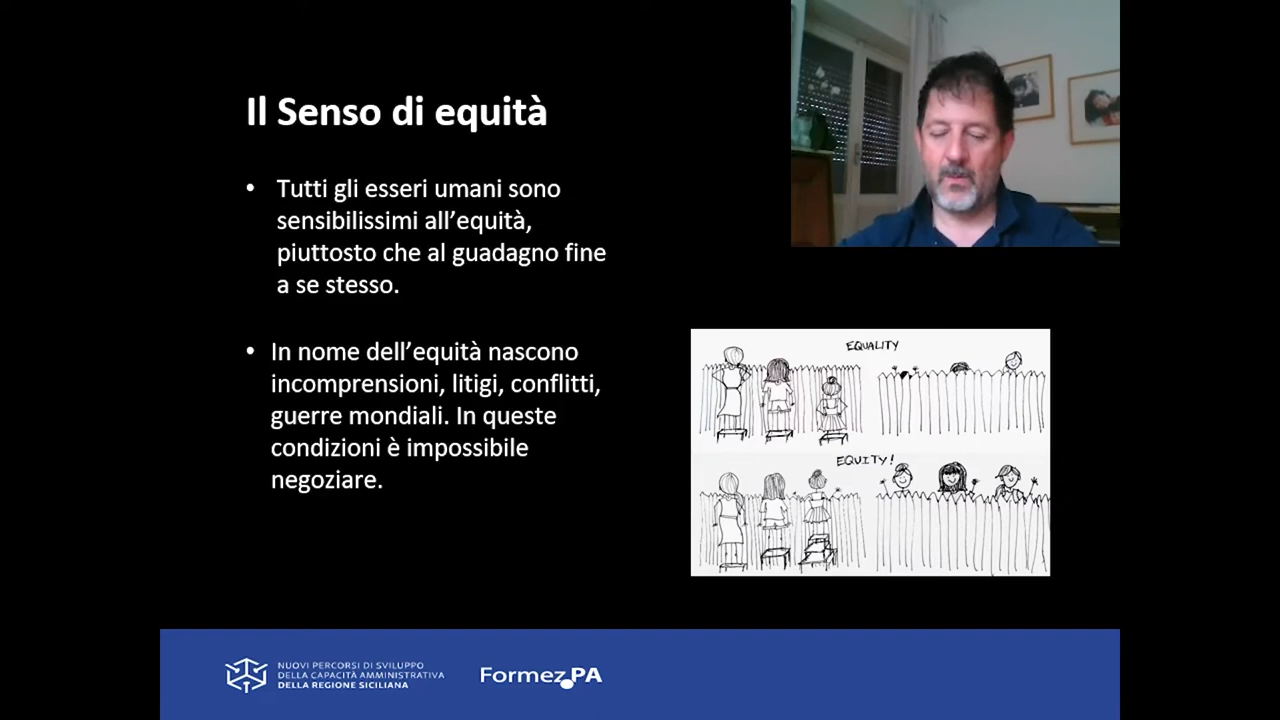 Il Senso di equità
• Tutti gli esseri umani sono
sensibilissimi all’equità,
piuttosto che al guadagno fine
a se stesso.
• In nome dell’equità nascono
incomprensioni, litigi, conflitti,
guerre mondiali. In queste
condizioni è impossibile
negoziare.
EQUALITY
EQUITY!
NUOVI PERCORSI DI SVILUPPO
DELLA CAPACITÀ AMMINISTRATIVA
DELLA REGIONE SICILIANA
Formez.PA